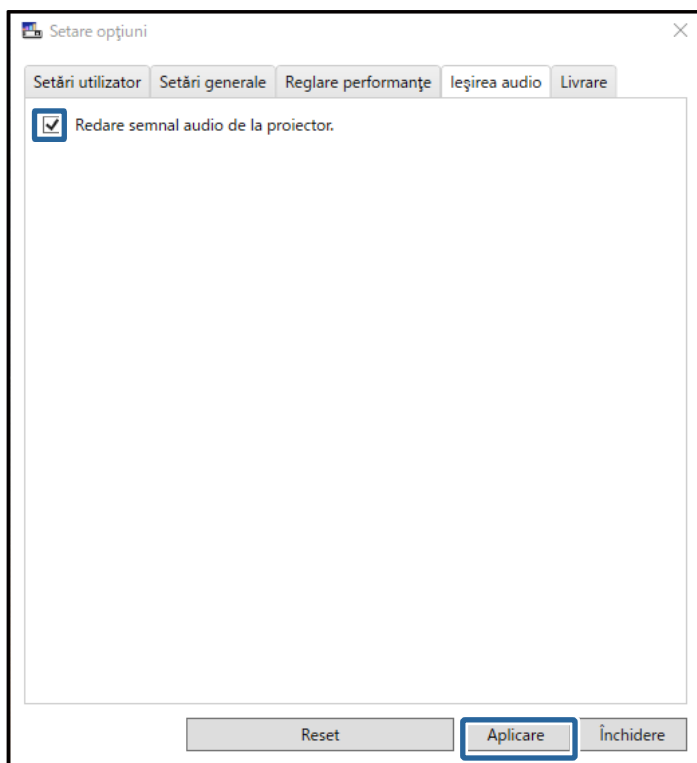 Setare opţiuni
Setări utilizator Setări generale Reglare performanţe Ieşirea audio Livrare
Redare semnal audio de la proiector.
Reset Aplicare Închidere